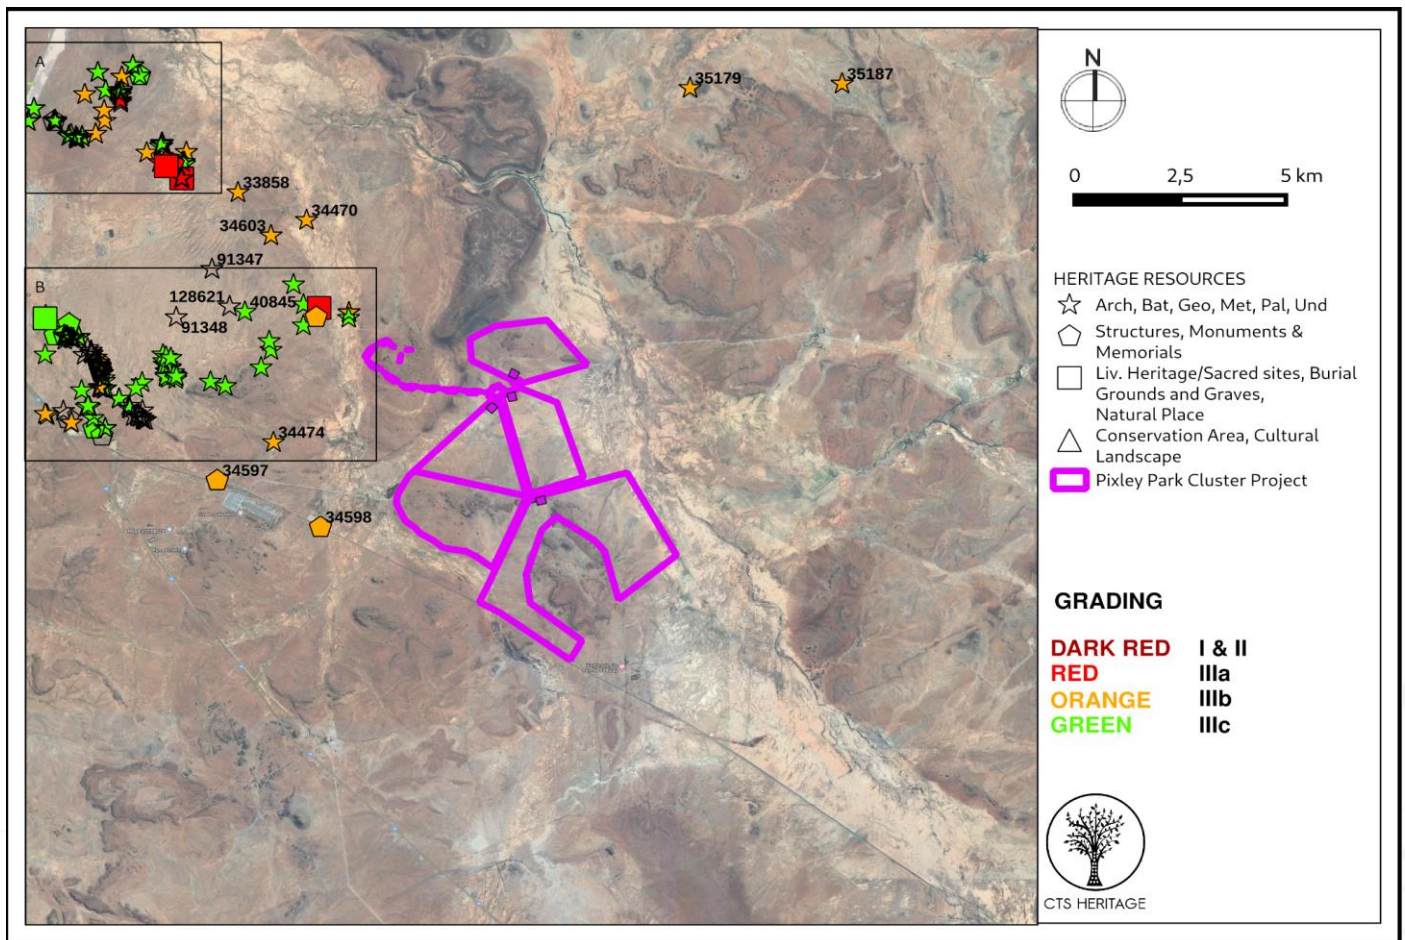 A
35179
35187
33858
34470
34603
91347
B
128621
40845
91348
34474
34597
34598
N
0 2,5 5 km
HERITAGE RESOURCES
Arch, Bat, Geo, Met, Pal, Und
Structures, Monuments &
Memorials
Liv. Heritage/Sacred sites, Burial
Grounds and Graves,
Natural Place
Conservation Area, Cultural
Landscape
Pixley Park Cluster Project
GRADING
DARK RED I & II
RED IIIa
ORANGE IIIb
GREEN IIIc
CTS HERITAGE